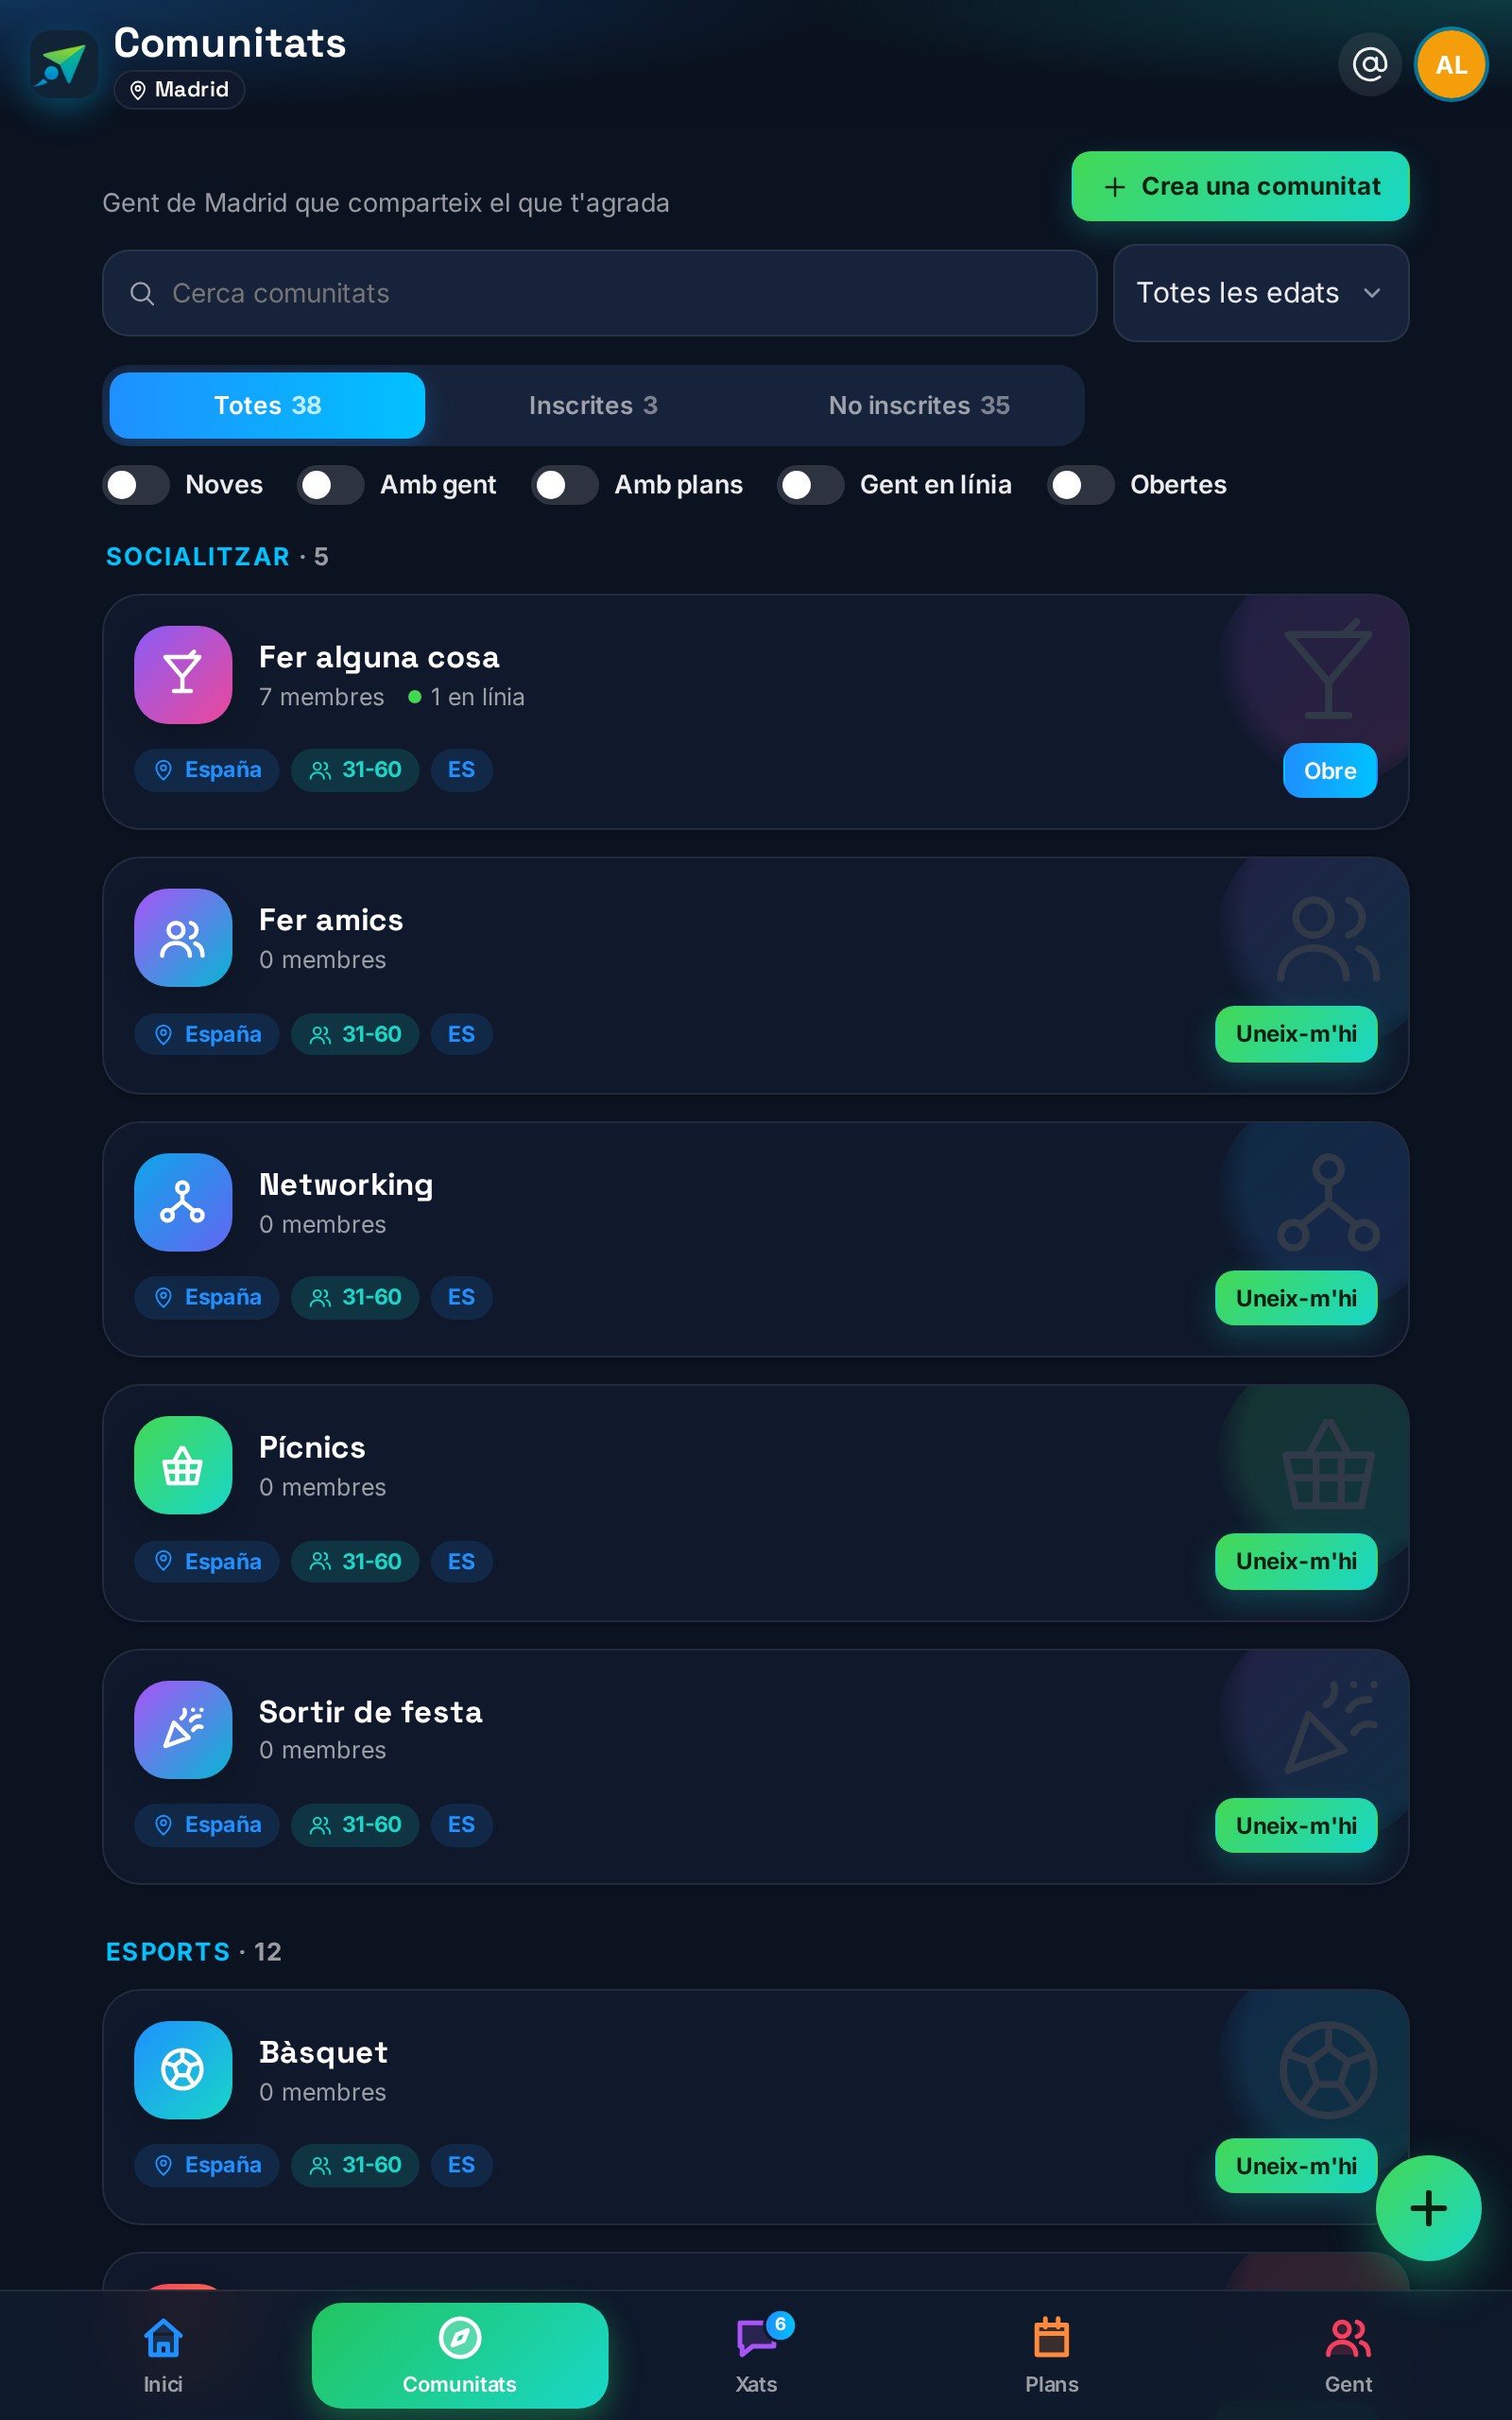 Comunitats
Madrid
AL
Gent de Madrid que comparteix el que t'agrada
Crea una comunitat
Cerca comunitats
Totes les edats
Totes 38
Inscrites 3
No inscrites 35
Noves
Amb gent
Amb plans
Gent en línia
Obertes
SOCIALITZAR · 5
Fer alguna cosa
7 membres
1 en línia
España
31-60
ES
Obre
Fer amics
0 membres
España
31-60
ES
Uneix-m'hi
Networking
0 membres
España
31-60
ES
Uneix-m'hi
Pícnics
0 membres
España
31-60
ES
Uneix-m'hi
Sortir de festa
0 membres
España
31-60
ES
Uneix-m'hi
ESPORTS · 12
Bàsquet
0 membres
España
31-60
ES
Uneix-m'hi
Inici
Comunitats
6
Xats
Plans
Gent